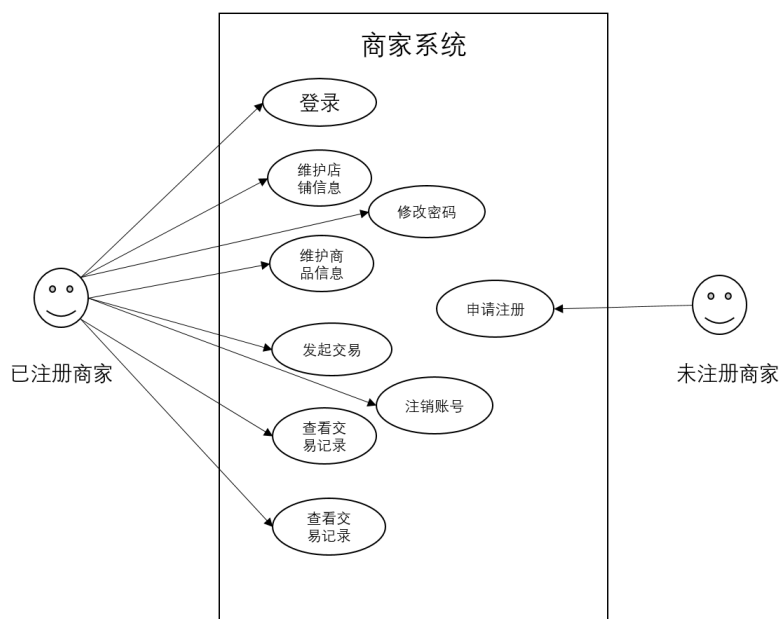 商家系统
登录
维护店
铺信息
修改密码
维护商
品信息
申请注册
发起交易
已注册商家
未注册商家
注销账号
查看交
易记录
查看交
易记录